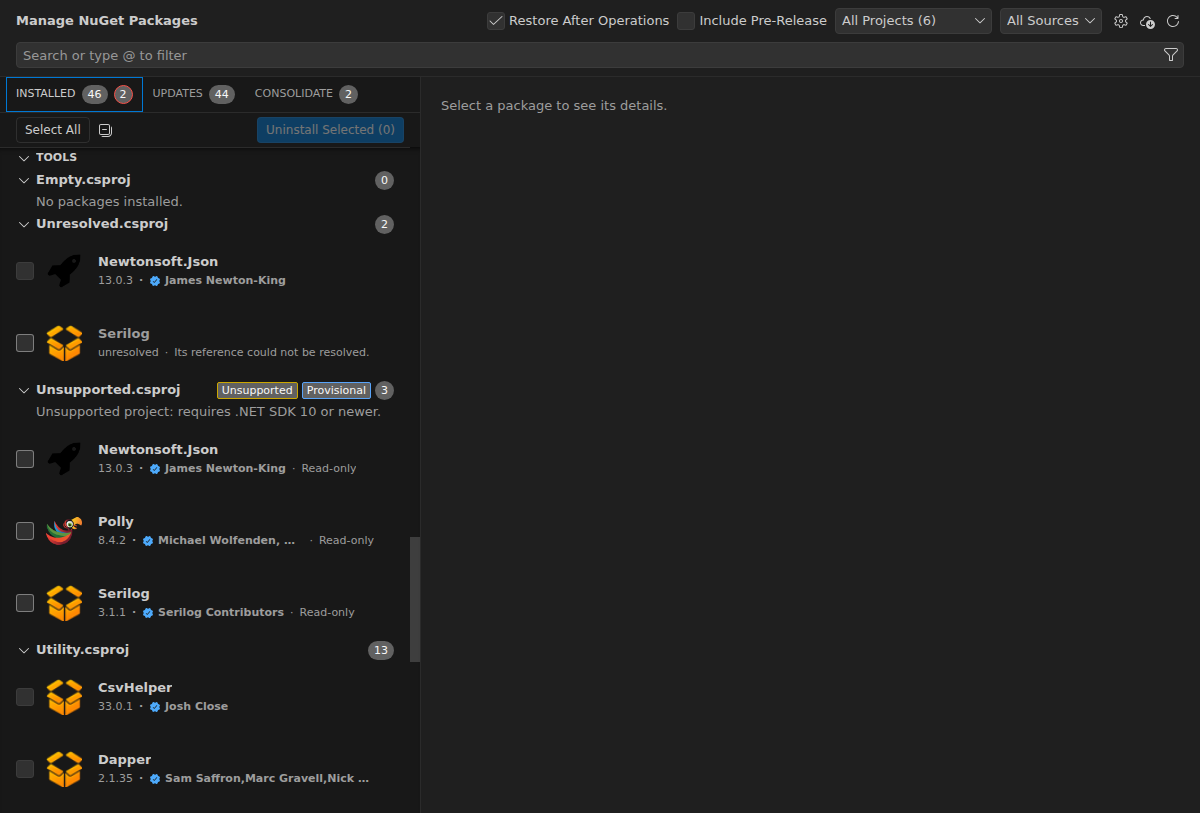 Manage NuGet Packages
Restore After Operations
Include Pre-Release
All Projects (6)
All Sources
Search or type @ to filter
INSTALLED 46 2
UPDATES 44
CONSOLIDATE 2
Select All
Uninstall Selected (0)
Select a package to see its details.
TOOLS
Empty.csproj 0
No packages installed.
Unresolved.csproj 2
Newtonsoft.Json
13.0.3 · James Newton-King
Serilog
unresolved · Its reference could not be resolved.
Unsupported.csproj Unsupported Provisional 3
Unsupported project: requires .NET SDK 10 or newer.
Newtonsoft.Json
13.0.3 · James Newton-King · Read-only
Polly
8.4.2 · Michael Wolfenden, ... · Read-only
Serilog
3.1.1 · Serilog Contributors · Read-only
Utility.csproj 13
CsvHelper
33.0.1 · Josh Close
Dapper
2.1.35 · Sam Saffron,Marc Gravell,Nick ...